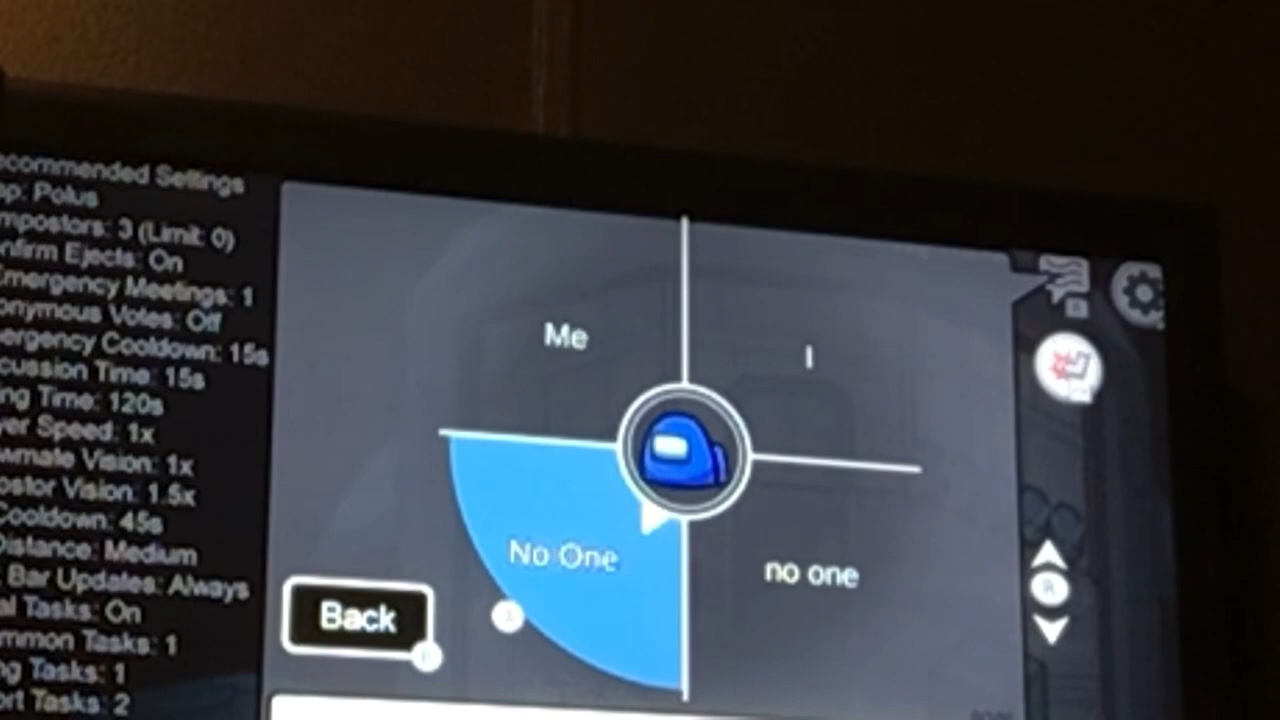 ecommended Settings
ap: Polus
mpostors: 3 (Limit: 0)
onfirm Ejects: On
Emergency Meetings: 1
onymous Votes: Off
ergency Cooldown: 15s
cussion Time: 15s
ing Time: 120s
yer Speed: 1x
wmate Vision: 1x
ostor Vision: 1.5x
Cooldown: 45s
Distance: Medium
Bar Updates: Always
al Tasks: On
mmon Tasks: 1
ng Tasks: 1
ort Tasks: 2
Me
I
No One
no one
Back
R